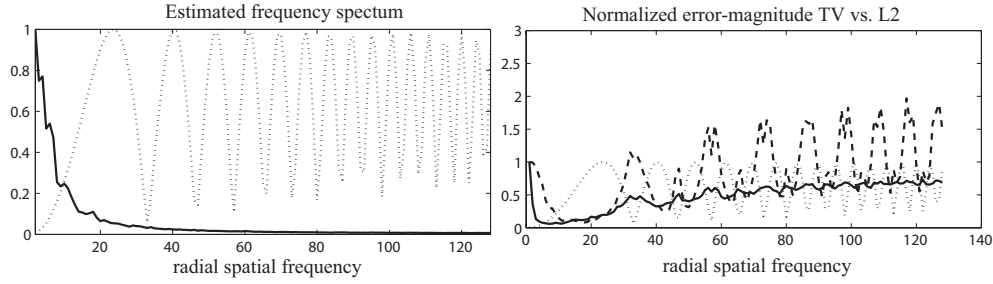 Estimated frequency spectum
1
0.8
0.6
0.4
0.2
0
20 40 60 80 100 120
radial spatial frequency
Normalized error-magnitude TV vs. L2
3
2.5
2
1.5
1
0.5
0
0 20 40 60 80 100 120 140
radial spatial frequency